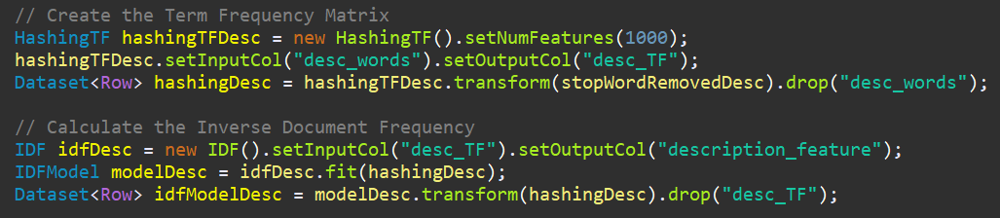 // Create the Term Frequency Matrix
HashingTF hashingTFDesc = new HashingTF().setNumFeatures(1000);
hashingTFDesc.setInputCol("desc_words").setOutputCol("desc_TF");
Dataset<Row> hashingDesc = hashingTFDesc.transform(stopWordRemovedDesc).drop("desc_words");
// Calculate the Inverse Document Frequency
IDF idfDesc = new IDF().setInputCol("desc_TF").setOutputCol("description_feature");
IDFModel modelDesc = idfDesc.fit(hashingDesc);
Dataset<Row> idfModelDesc = modelDesc.transform(hashingDesc).drop("desc_TF");